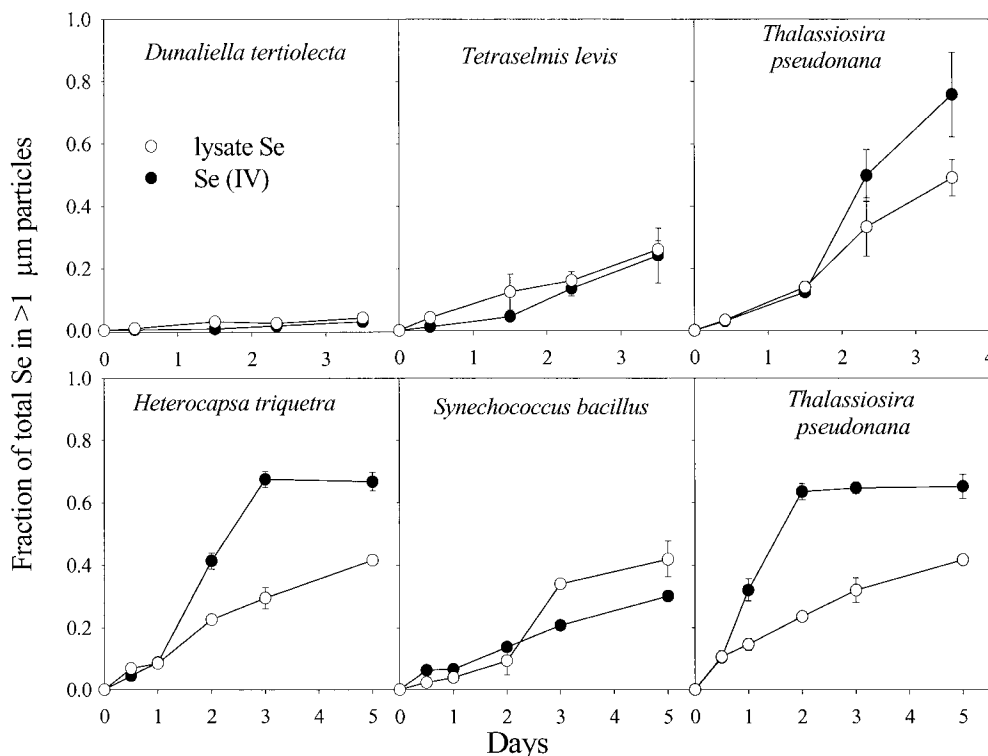 Fraction of total Se in >1 μm particles
1.0
0.8
0.6
0.4
0.2
0.0
Dunaliella tertiolecta
lysate Se
Se (IV)
0 1 2 3
Tetraselmis levis
0 1 2 3
Thalassiosira
pseudonana
0 1 2 3 4
1.0
0.8
0.6
0.4
0.2
0.0
Heterocapsa triquetra
0 1 2 3 4 5
Synechococcus bacillus
0 1 2 3 4 5
Thalassiosira
pseudonana
0 1 2 3 4 5
Days